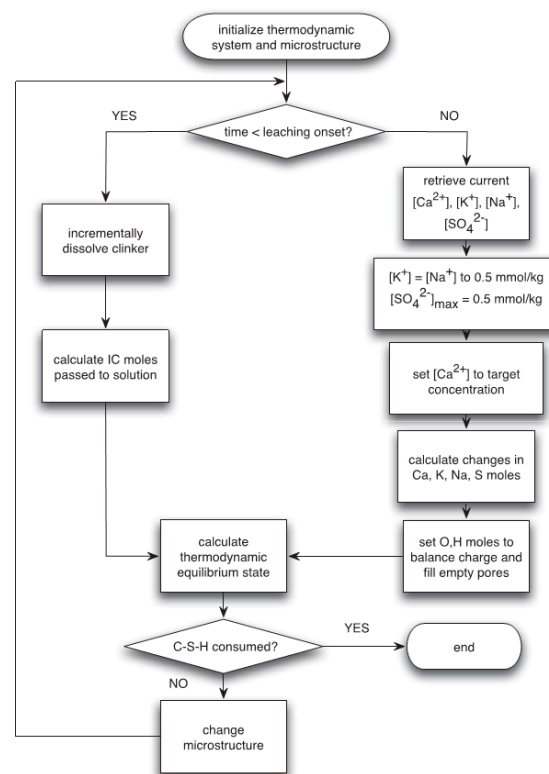 initialize thermodynamic
system and microstructure
YES
time < leaching onset?
NO
incrementally
dissolve clinker
calculate IC moles
passed to solution
retrieve current
[Ca²⁺], [K⁺], [Na⁺],
[SO₄²⁻]
[K⁺] = [Na⁺] to 0.5 mmol/kg
[SO₄²⁻]max = 0.5 mmol/kg
set [Ca²⁺] to target
concentration
calculate changes in
Ca, K, Na, S moles
set O,H moles to
balance charge and
fill empty pores
calculate
thermodynamic
equilibrium state
C-S-H consumed?
YES
end
NO
change
microstructure